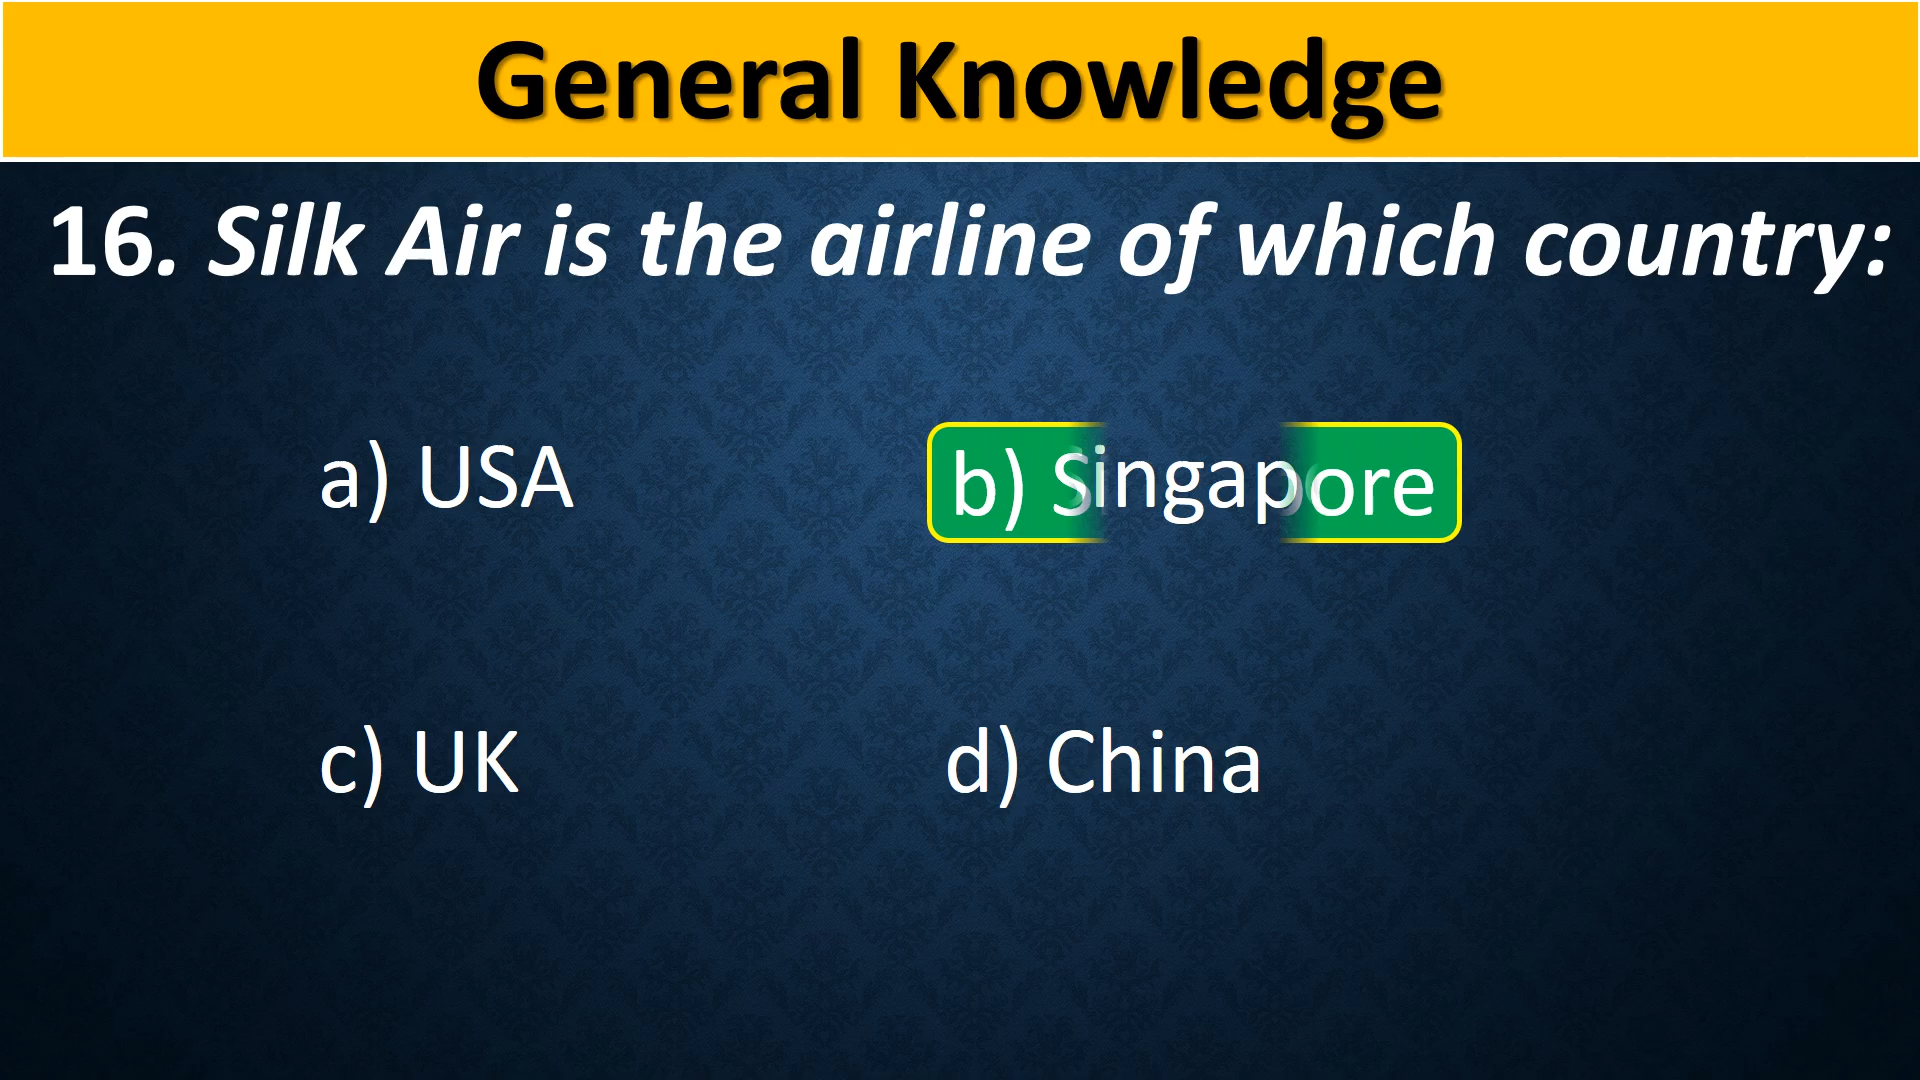 General Knowledge
16. Silk Air is the airline of which country:
a) USA
b) Singapore
c) UK
d) China